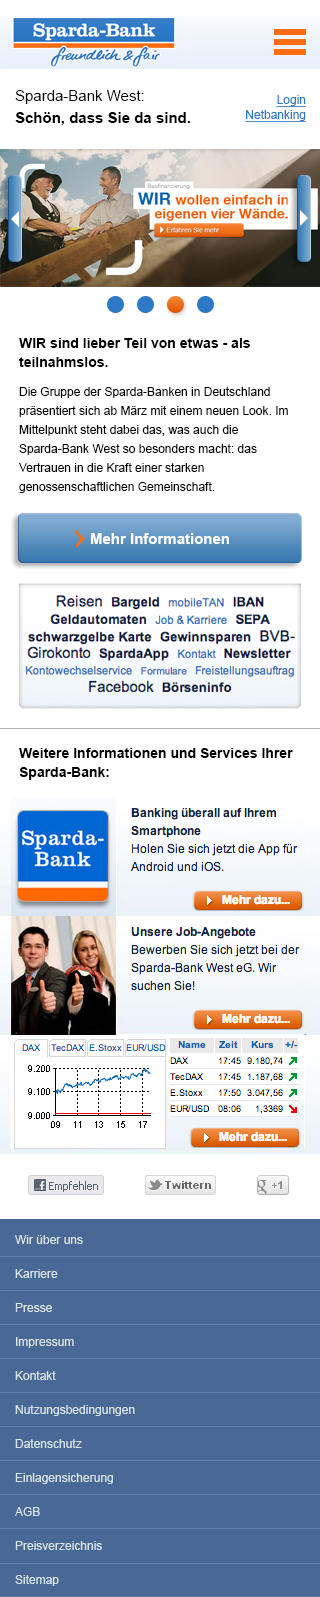 Sparda-Bank
freundlich & fair
Sparda-Bank West:
Schön, dass Sie da sind.
Login
Netbanking
Baufinanzierung
WIR wollen einfach in
eigenen vier Wände.
Erfahren Sie mehr
WIR sind lieber Teil von etwas - als
teilnahmslos.
Die Gruppe der Sparda-Banken in Deutschland
präsentiert sich ab März mit einem neuen Look. Im
Mittelpunkt steht dabei das, was auch die
Sparda-Bank West so besonders macht: das
Vertrauen in die Kraft einer starken
genossenschaftlichen Gemeinschaft.
Mehr Informationen
Reisen Bargeld mobileTAN IBAN
Geldautomaten Job & Karriere SEPA
schwarzgelbe Karte Gewinnsparen BVB-
Girokonto SpardaApp Kontakt Newsletter
Kontowechselservice Formulare Freistellungsauftrag
Facebook Börseninfo
Weitere Informationen und Services Ihrer
Sparda-Bank:
Sparda-
Bank
Banking überall auf Ihrem
Smartphone
Holen Sie sich jetzt die App für
Android und iOS.
Mehr dazu...
Unsere Job-Angebote
Bewerben Sie sich jetzt bei der
Sparda-Bank West eG. Wir
suchen Sie!
Mehr dazu...
DAX TecDAX E.Stoxx EUR/USD
9.200
9.100
9.000
09 11 13 15 17
Name Zeit Kurs +/-
DAX 17:45 9.180,74
TecDAX 17:45 1.187,68
E.Stoxx 17:50 3.047,56
EUR/USD 08:06 1,3369
Mehr dazu...
Empfehlen
Twittern
g +1
Wir über uns
Karriere
Presse
Impressum
Kontakt
Nutzungsbedingungen
Datenschutz
Einlagensicherung
AGB
Preisverzeichnis
Sitemap